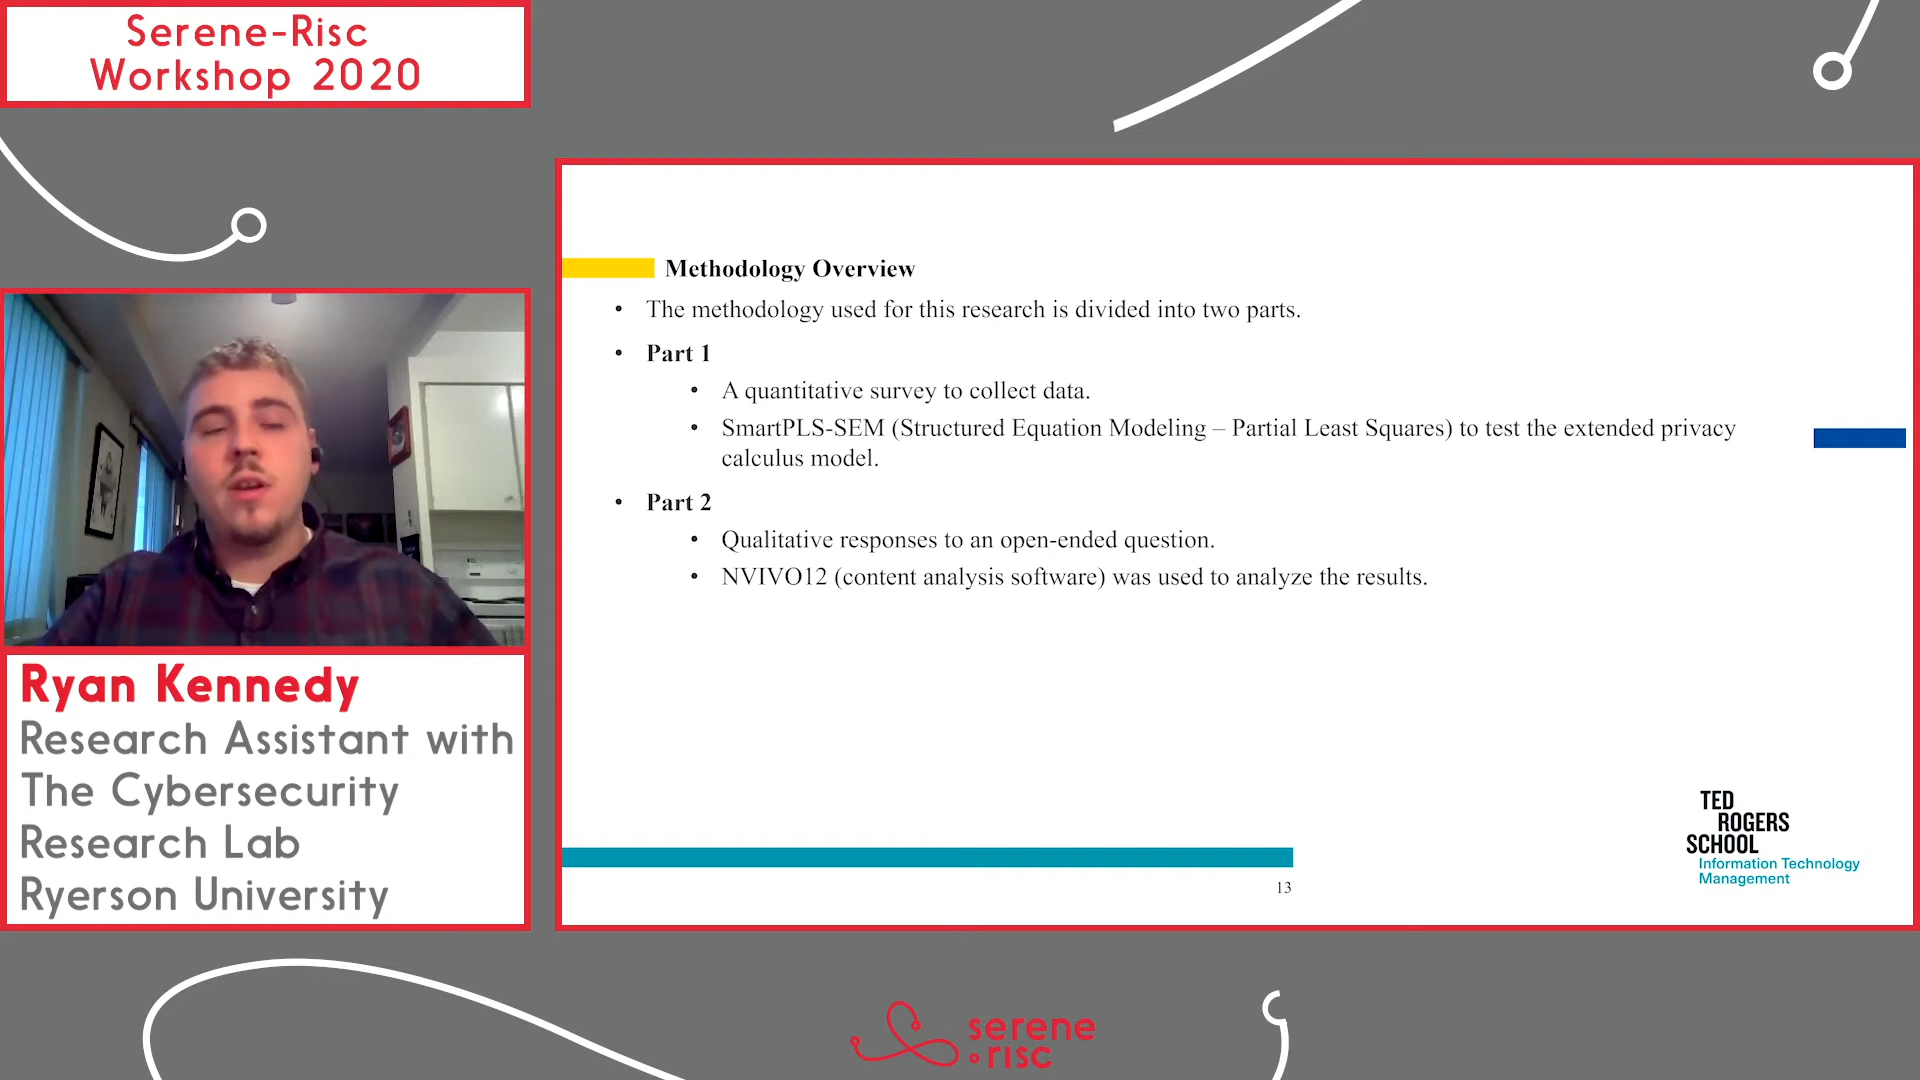 Serene-Risc
Workshop 2020
Ryan Kennedy
Research Assistant with
The Cybersecurity
Research Lab
Ryerson University
Methodology Overview
• The methodology used for this research is divided into two parts.
• Part 1
• A quantitative survey to collect data.
• SmartPLS-SEM (Structured Equation Modeling – Partial Least Squares) to test the extended privacy
calculus model.
• Part 2
• Qualitative responses to an open-ended question.
• NVIVO12 (content analysis software) was used to analyze the results.
13
TED
ROGERS
SCHOOL
Information Technology
Management
serene
risc